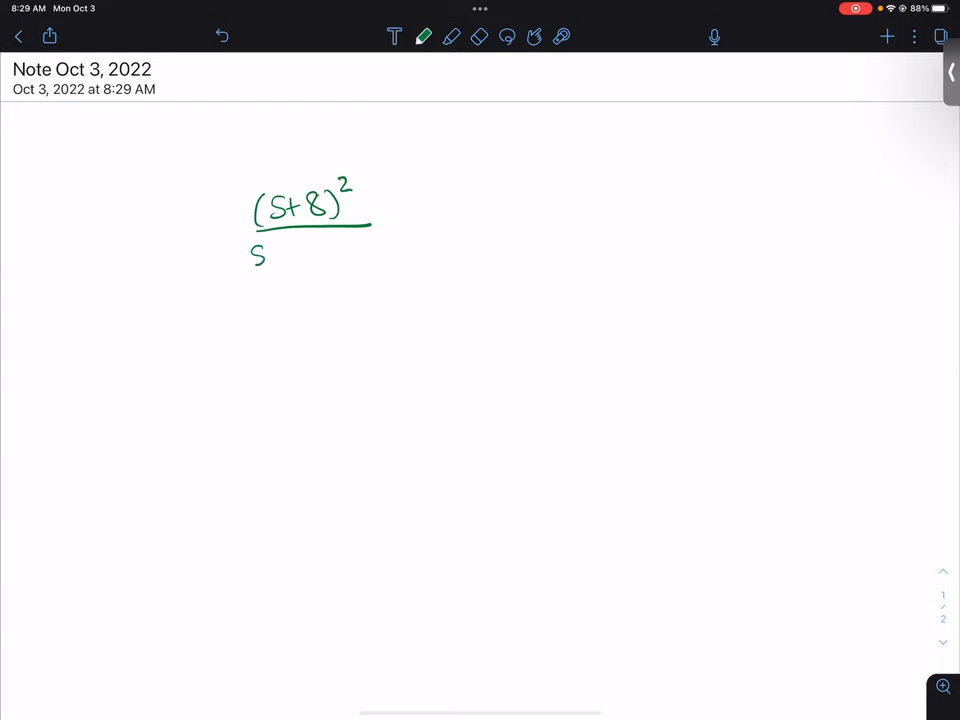 8:29 AM Mon Oct 3
88%
Note Oct 3, 2022
Oct 3, 2022 at 8:29 AM
(s+8)²
s
1
/
2